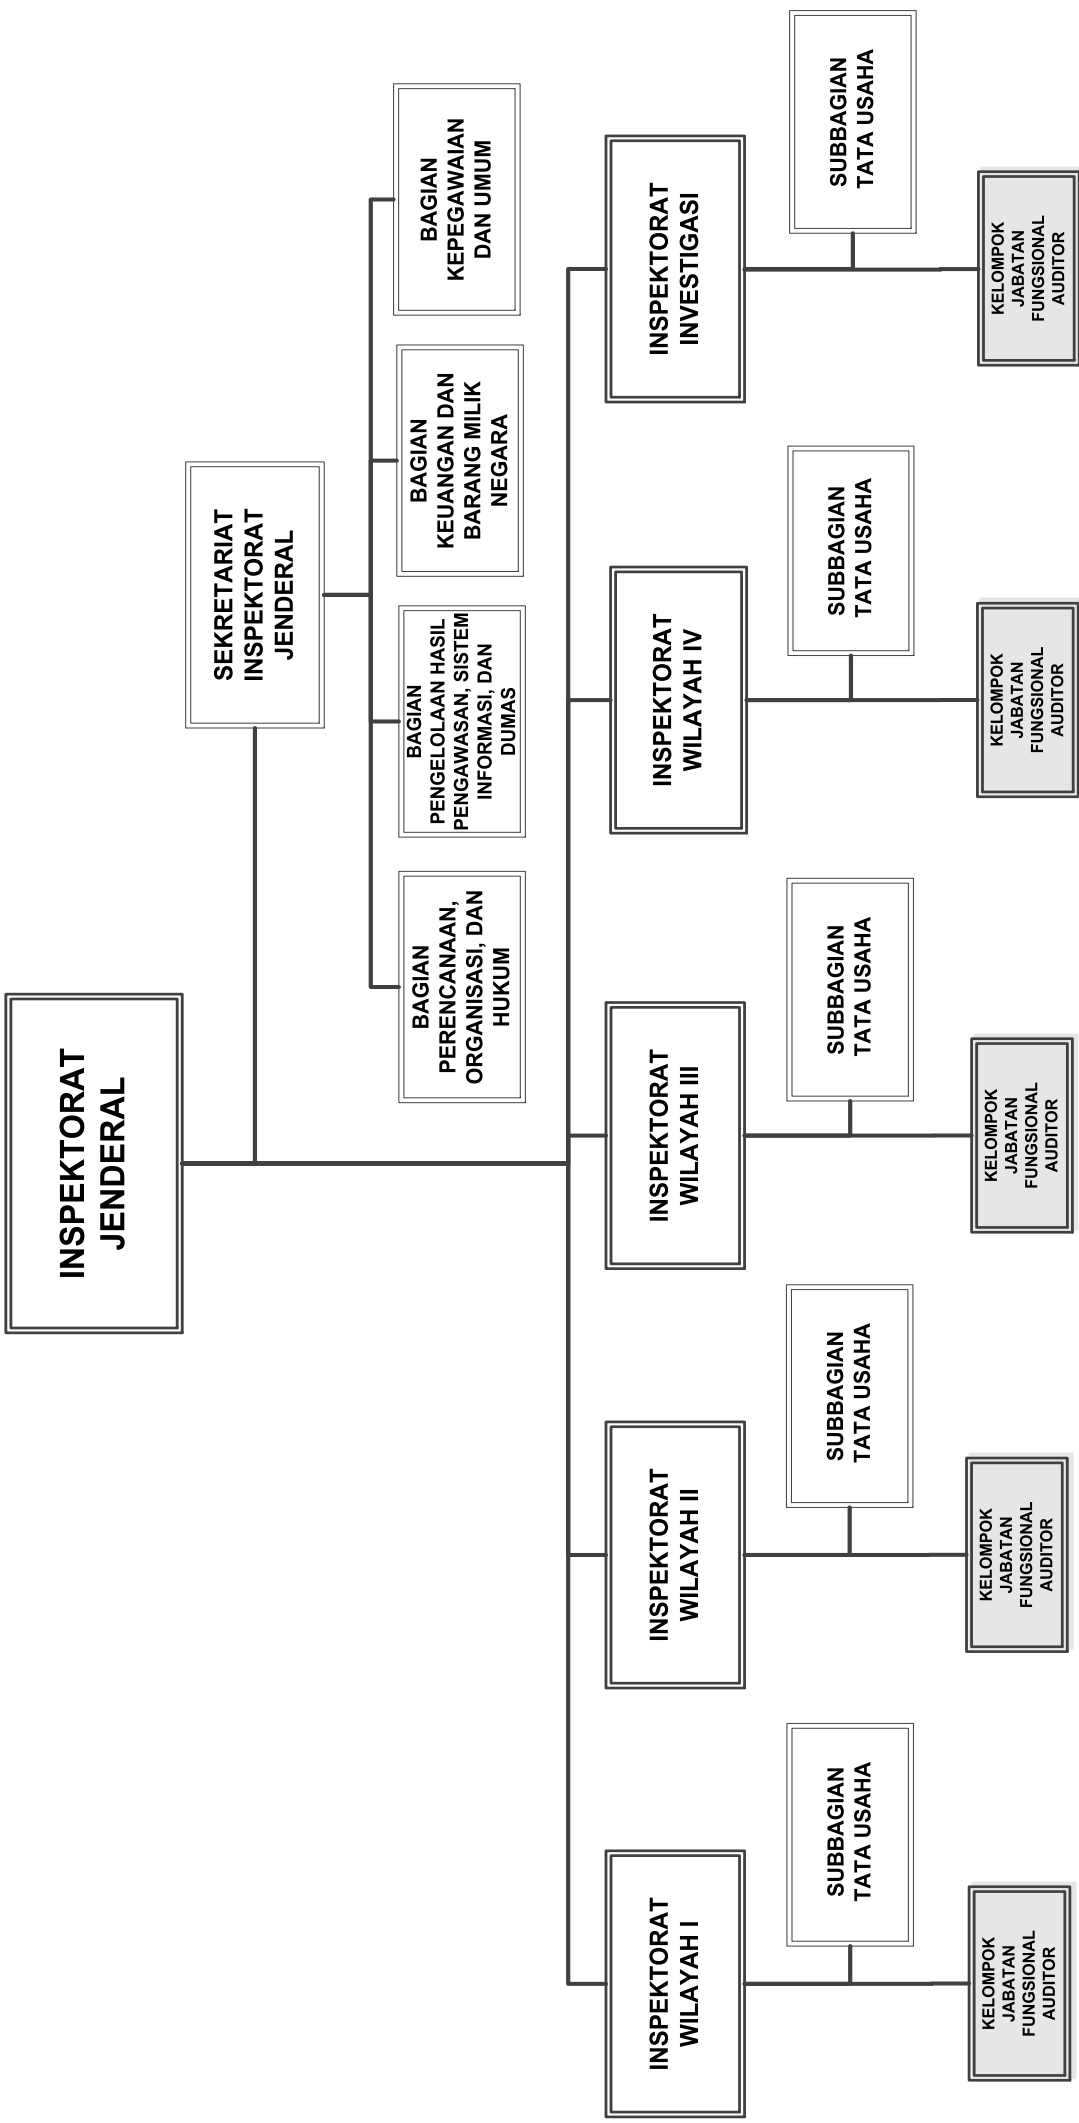 INSPEKTORAT
JENDERAL
SEKRETARIAT
INSPEKTORAT
JENDERAL
BAGIAN
PERENCANAAN,
ORGANISASI, DAN
HUKUM
BAGIAN
PENGELOLAAN HASIL
PENGAWASAN, SISTEM
INFORMASI, DAN
DUMAS
BAGIAN
KEUANGAN DAN
BARANG MILIK
NEGARA
BAGIAN
KEPEGAWAIAN
DAN UMUM
INSPEKTORAT
WILAYAH I
INSPEKTORAT
WILAYAH II
INSPEKTORAT
WILAYAH III
INSPEKTORAT
WILAYAH IV
INSPEKTORAT
INVESTIGASI
SUBBAGIAN
TATA USAHA
SUBBAGIAN
TATA USAHA
SUBBAGIAN
TATA USAHA
SUBBAGIAN
TATA USAHA
SUBBAGIAN
TATA USAHA
KELOMPOK
JABATAN
FUNGSIONAL
AUDITOR
KELOMPOK
JABATAN
FUNGSIONAL
AUDITOR
KELOMPOK
JABATAN
FUNGSIONAL
AUDITOR
KELOMPOK
JABATAN
FUNGSIONAL
AUDITOR
KELOMPOK
JABATAN
FUNGSIONAL
AUDITOR